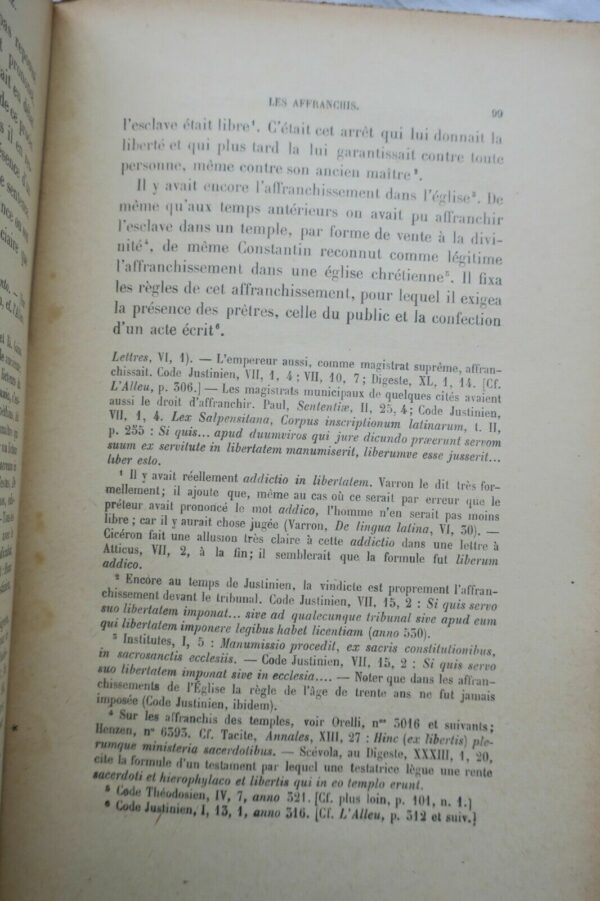 LES AFFRANCHIS. 99
l'esclave était libre¹. C'était cet arrêt qui lui donnait la
liberté et qui plus tard la lui garantissait contre toute
personne, même contre son ancien maître².
Il y avait encore l'affranchissement dans l'église³. De
même qu'aux temps antérieurs on avait pu affranchir
l'esclave dans un temple, par forme de vente à la divi-
nité⁴, de même Constantin reconnut comme légitime
l'affranchissement dans une église chrétienne⁵. Il fixa
les règles de cet affranchissement, pour lequel il exigea
la présence des prêtres, celle du public et la confection
d'un acte écrit⁶.
Lettres, VI, 1). — L'empereur aussi, comme magistrat suprême, affran-
chissait. Code Justinien, VII, 1, 4; VII, 10, 7; Digeste, XL, 1, 14. [Cf.
L'Alleu, p. 306.] — Les magistrats municipaux de quelques cités avaient
aussi le droit d'affranchir. Paul, Sententiæ, II, 25, 4; Code Justinien,
VII, 1, 4. Lex Salpensitana, Corpus inscriptionum latinarum, t. II,
p. 255 : Si quis... apud duumviros qui jure dicundo præerunt servom
suum ex servitute in libertatem manumiserit, liberumve esse jusserit...
liber esto.
¹ Il y avait réellement addictio in libertatem. Varron le dit très for-
mellement; il ajoute que, même au cas où ce serait par erreur que le
préteur avait prononcé le mot addico, l'homme n'en serait pas moins
libre; car il y aurait chose jugée (Varron, De lingua latina, VI, 30). —
Cicéron fait une allusion très claire à cette addictio dans une lettre à
Atticus, VII, 2, à la fin; il semblerait que la formule fut liberum
addico.
² Encore au temps de Justinien, la vindicte est proprement l'affran-
chissement devant le tribunal. Code Justinien, VII, 15, 2 : Si quis servo
suo libertatem imponat... sive ad qualecunque tribunal sive apud eum
qui libertatem imponere legibus habet licentiam (anno 530).
³ Institutes, I, 5 : Manumissio procedit, ex sacris constitutionibus,
in sacrosanctis ecclesiis. — Code Justinien, VII, 15, 2 : Si quis servo
suo libertatem imponat sive in ecclesia.... — Noter que dans les affran-
chissements de l'Église la règle de l'âge de trente ans ne fut jamais
imposée (Code Justinien, ibidem).
⁴ Sur les affranchis des temples, voir Orelli, nᵒˢ 3016 et suivants;
Henzen, nº 6393. Cf. Tacite, Annales, XIII, 27 : Hinc (ex libertis) ple-
rumque ministeria sacerdotibus. — Scévola, au Digeste, XXXIII, 1, 20,
cite la formule d'un testament par lequel une testatrice lègue une rente
sacerdoti et hierophylaco et libertis qui in eo templo erunt.
⁵ Code Théodosien, IV, 7, anno 321. [Cf. plus loin, p. 101, n. 1.]
⁶ Code Justinien, I, 13, 1, anno 316. [Cf. L'Alleu, p. 312 et suiv.]